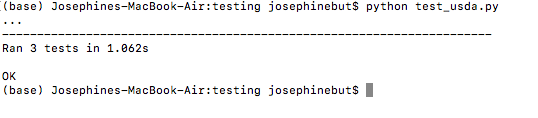 (base) Josephines-MacBook-Air:testing josephinebut$ python test_usda.py
...
----------------------------------------------------------------------
Ran 3 tests in 1.062s
OK
(base) Josephines-MacBook-Air:testing josephinebut$